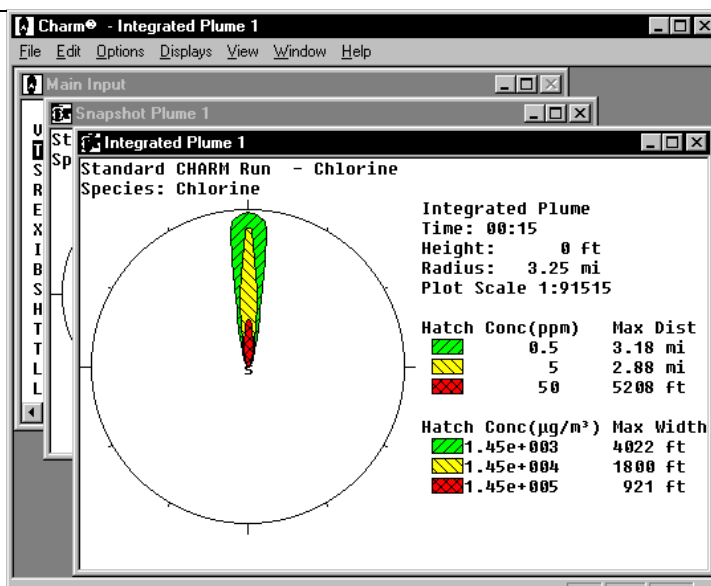 Charm® - Integrated Plume 1
File Edit Options Displays View Window Help
Main Input
Snapshot Plume 1
Integrated Plume 1
V
T
S
R
E
X
I
B
S
H
T
T
L
L
St
Sp
Standard CHARM Run - Chlorine
Species: Chlorine
S
Integrated Plume
Time: 00:15
Height: 0 ft
Radius: 3.25 mi
Plot Scale 1:91515
Hatch Conc(ppm) Max Dist
0.5 3.18 mi
5 2.88 mi
50 5208 ft
Hatch Conc(µg/m³) Max Width
1.45e+003 4022 ft
1.45e+004 1800 ft
1.45e+005 921 ft